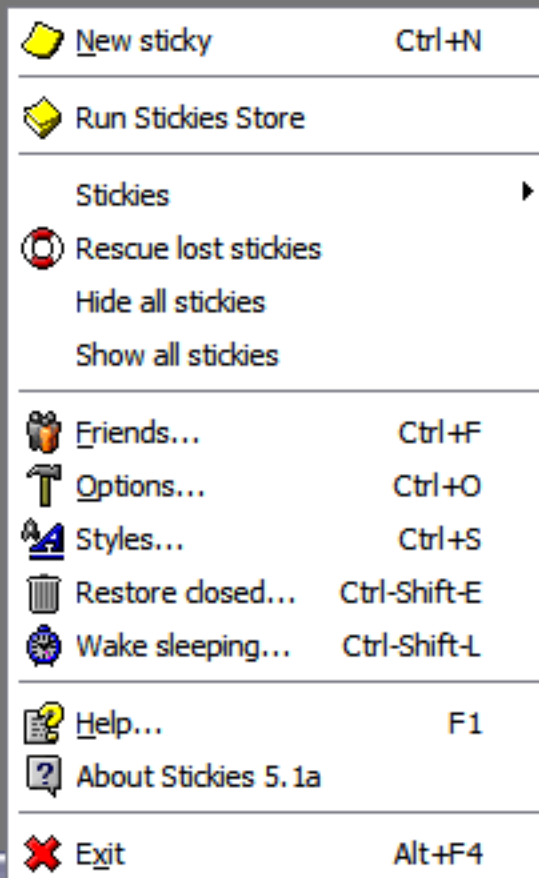 New sticky Ctrl+N
Run Stickies Store
Stickies
Rescue lost stickies
Hide all stickies
Show all stickies
Friends... Ctrl+F
Options... Ctrl+O
Styles... Ctrl+S
Restore closed... Ctrl-Shift-E
Wake sleeping... Ctrl-Shift-L
Help... F1
About Stickies 5.1a
Exit Alt+F4